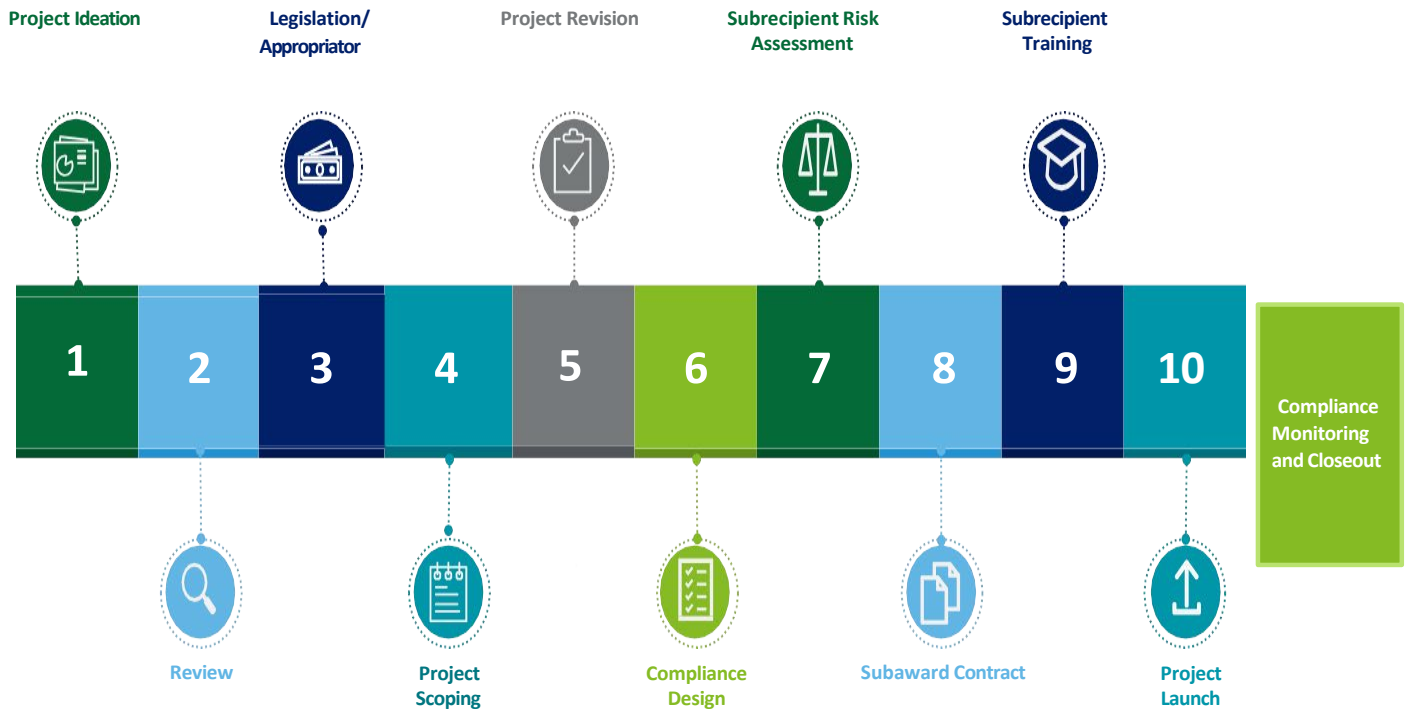 Project Ideation
Legislation/
Appropriator
Project Revision
Subrecipient Risk
Assessment
Subrecipient
Training
1
2
3
4
5
6
7
8
9
10
Compliance
Monitoring
and Closeout
Review
Project
Scoping
Compliance
Design
Subaward Contract
Project
Launch